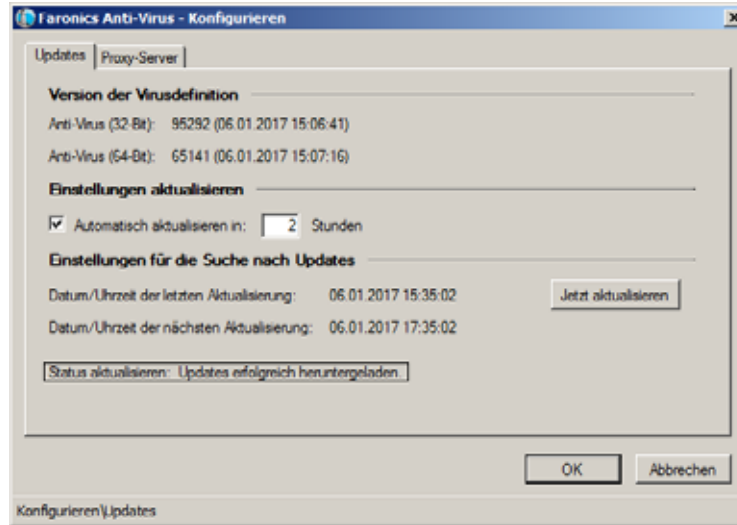 Faronics Anti-Virus - Konfigurieren
Updates Proxy-Server
Version der Virusdefinition
Anti-Virus (32-Bit): 95292 (06.01.2017 15:06:41)
Anti-Virus (64-Bit): 65141 (06.01.2017 15:07:16)
Einstellungen aktualisieren
Automatisch aktualisieren in: 2 Stunden
Einstellungen für die Suche nach Updates
Datum/Uhrzeit der letzten Aktualisierung: 06.01.2017 15:35:02 Jetzt aktualisieren
Datum/Uhrzeit der nächsten Aktualisierung: 06.01.2017 17:35:02
Status aktualisieren: Updates erfolgreich heruntergeladen.
OK Abbrechen
Konfigurieren\Updates